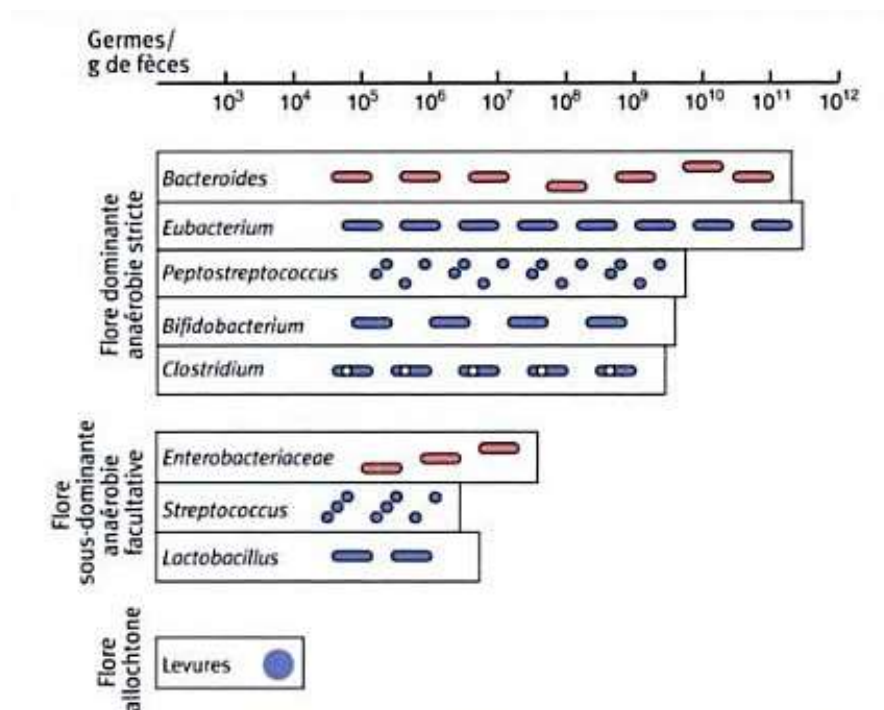 Germes/
g de fèces
10³ 10⁴ 10⁵ 10⁶ 10⁷ 10⁸ 10⁹ 10¹⁰ 10¹¹ 10¹²
Flore dominante
anaérobie stricte
Bacteroides
Eubacterium
Peptostreptococcus
Bifidobacterium
Clostridium
Flore
sous-dominante
anaérobie
facultative
Enterobacteriaceae
Streptococcus
Lactobacillus
Flore
allochtone
Levures